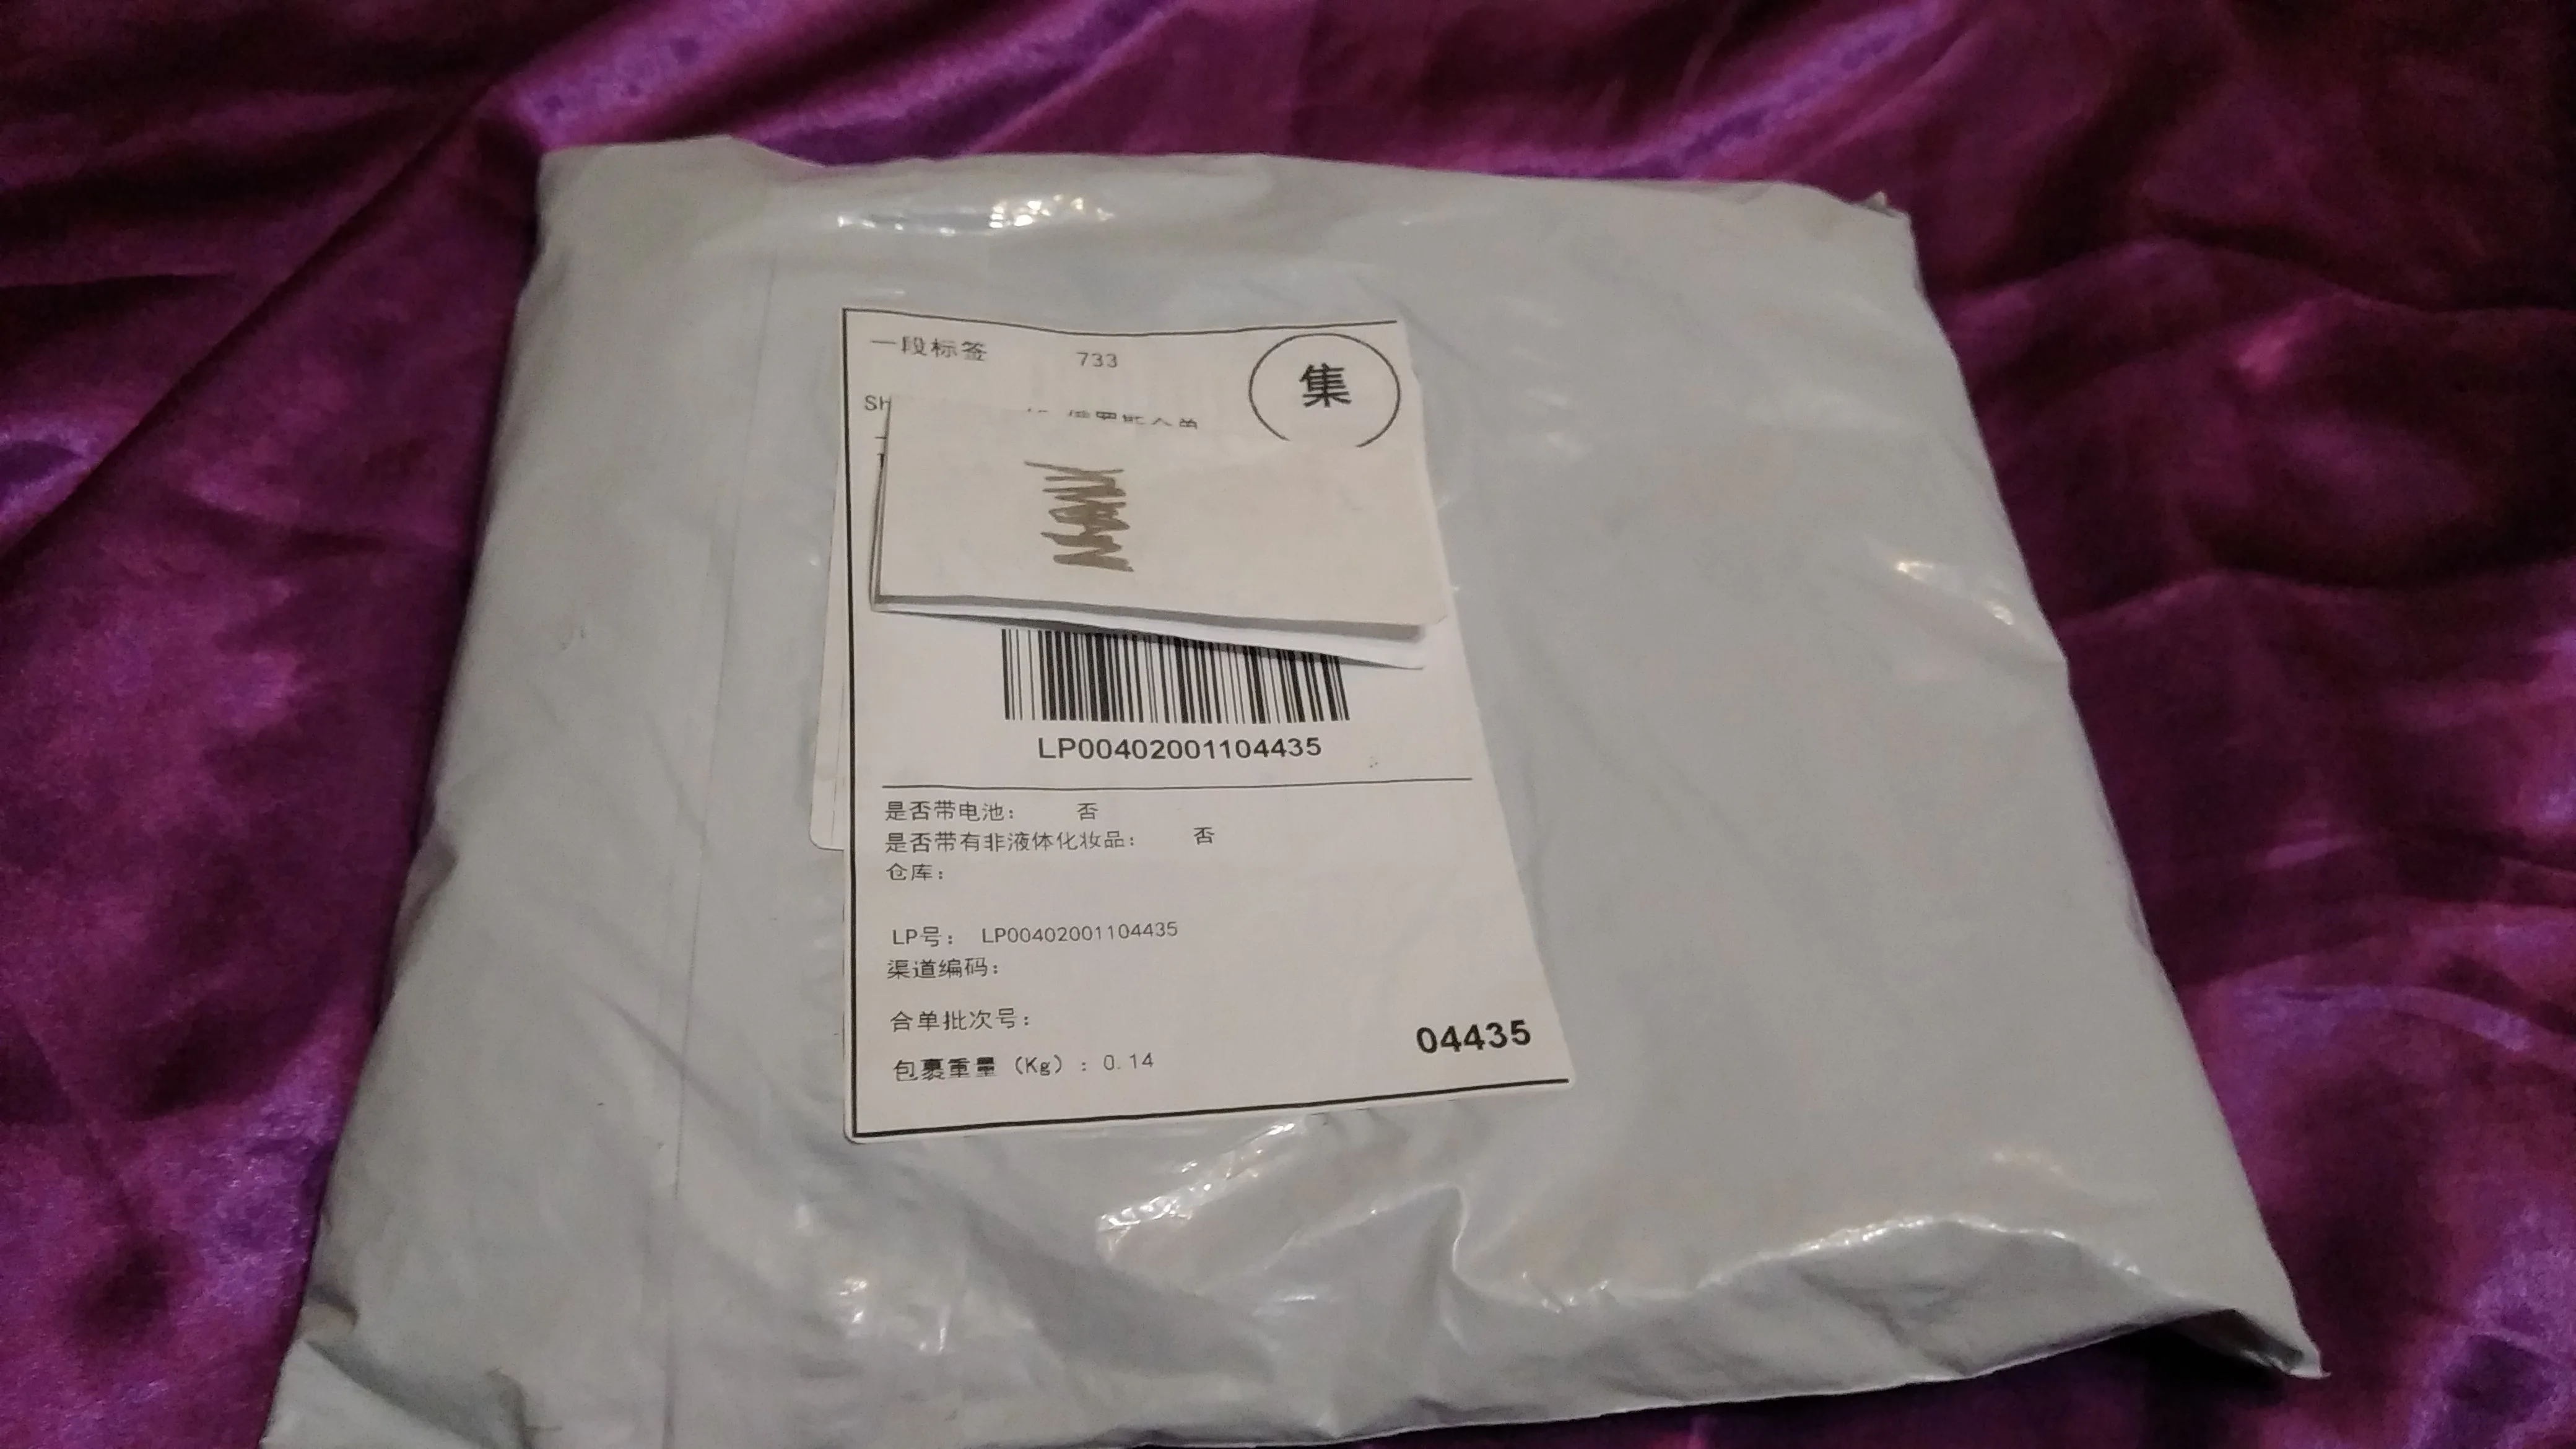 一段标签 733
集
SH
LP00402001104435
是否带电池： 否
是否带有非液体化妆品： 否
仓库：
LP号： LP00402001104435
渠道编码：
合单批次号：
04435
包裹重量（Kg）：0.14